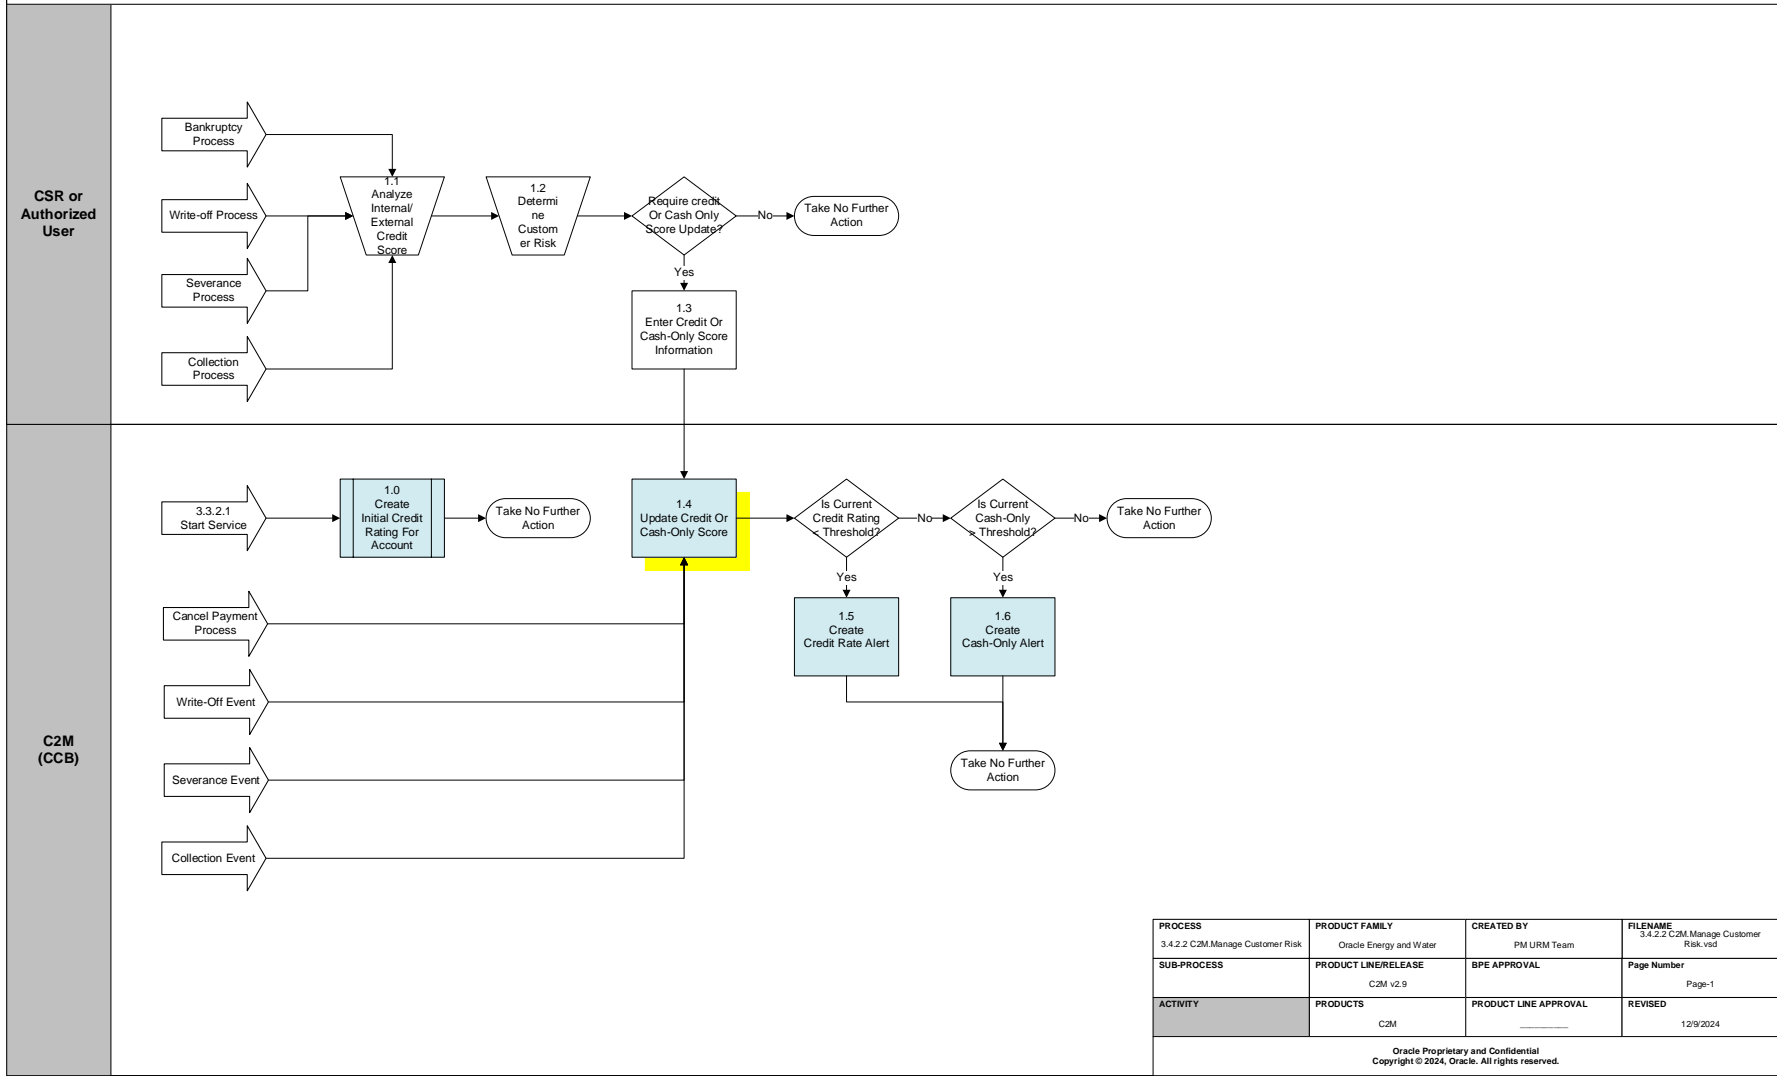 CSR or
Authorized
User
Bankruptcy
Process
Write-off Process
Severance
Process
Collection
Process
1.1
Analyze
Internal/
External
Credit
Score
1.2
Determi
ne
Custom
er Risk
Require credit
Or Cash Only
Score Update?
No
Take No Further
Action
Yes
1.3
Enter Credit Or
Cash-Only Score
Information
C2M
(CCB)
3.3.2.1
Start Service
1.0
Create
Initial Credit
Rating For
Account
Take No Further
Action
1.4
Update Credit Or
Cash-Only Score
Is Current
Credit Rating
< Threshold?
No
Is Current
Cash-Only
> Threshold?
No
Take No Further
Action
Yes
Yes
Cancel Payment
Process
1.5
Create
Credit Rate Alert
1.6
Create
Cash-Only Alert
Write-Off Event
Severance Event
Take No Further
Action
Collection Event
PROCESS
3.4.2.2 C2M.Manage Customer Risk
PRODUCT FAMILY
Oracle Energy and Water
CREATED BY
PM URM Team
FILENAME
3.4.2.2 C2M.Manage Customer
Risk.vsd
SUB-PROCESS
PRODUCT LINE/RELEASE
C2M v2.9
BPE APPROVAL
Page Number
Page-1
ACTIVITY
PRODUCTS
C2M
PRODUCT LINE APPROVAL
REVISED
12/9/2024
Oracle Proprietary and Confidential
Copyright © 2024, Oracle. All rights reserved.